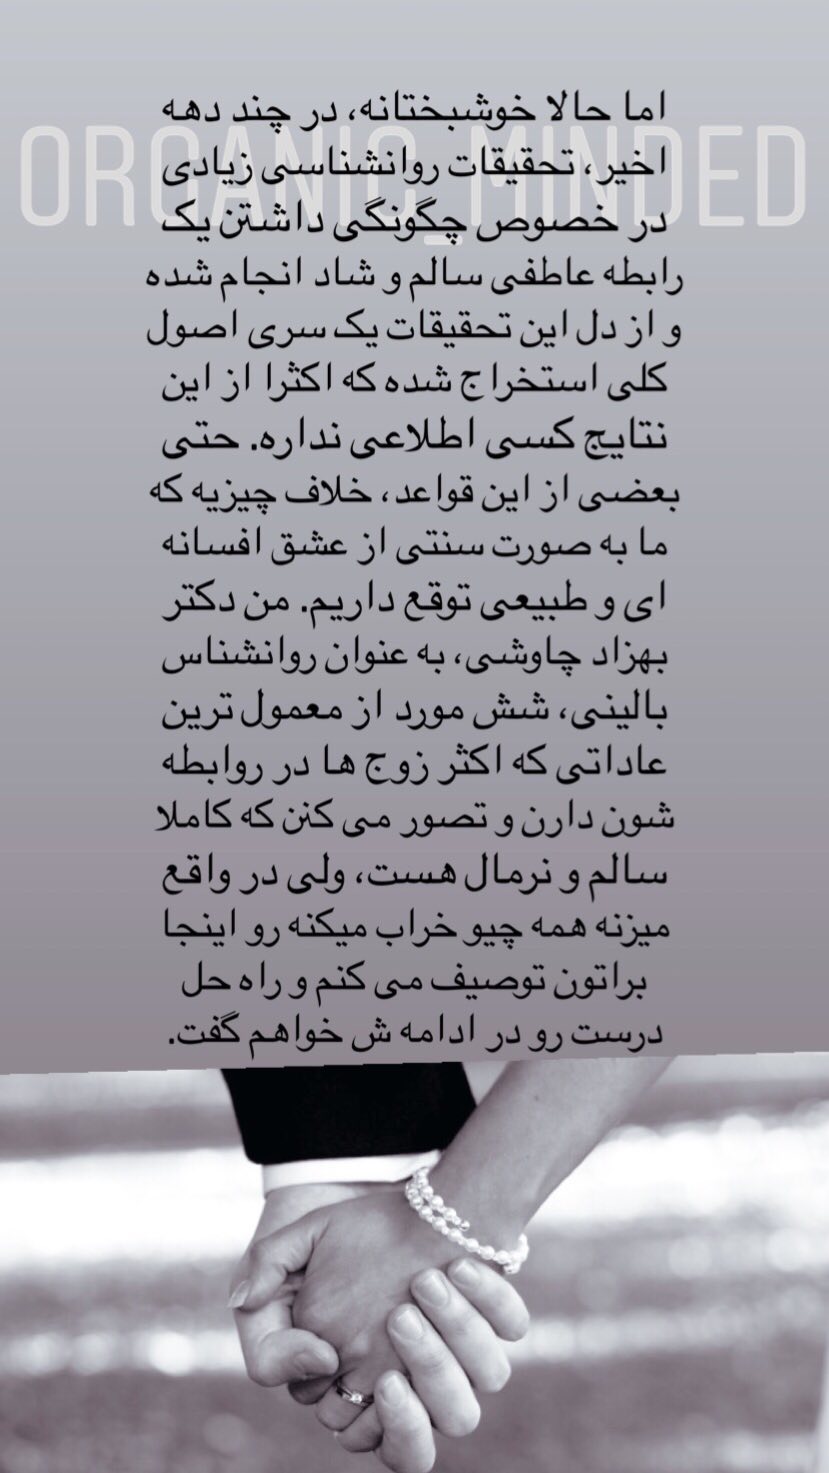 ORGANIC_MINDED
اما حالا خوشبختانه، در چند دهه
اخیر، تحقیقات روانشناسی زیادی
در خصوص چگونگی داشتن یک
رابطه عاطفی سالم و شاد انجام شده
و از دل این تحقیقات یک سری اصول
کلی استخراج شده که اکثرا از این
نتایج کسی اطلاعی نداره. حتی
بعضی از این قواعد، خلاف چیزیه که
ما به صورت سنتی از عشق افسانه
ای و طبیعی توقع داریم. من دکتر
بهزاد چاوشی، به عنوان روانشناس
بالینی، شش مورد از معمول ترین
عاداتی که اکثر زوج ها در روابطه
شون دارن و تصور می کنن که کاملا
سالم و نرمال هست، ولی در واقع
میزنه همه چیو خراب میکنه رو اینجا
براتون توصیف می کنم و راه حل
درست رو در ادامه ش خواهم گفت.